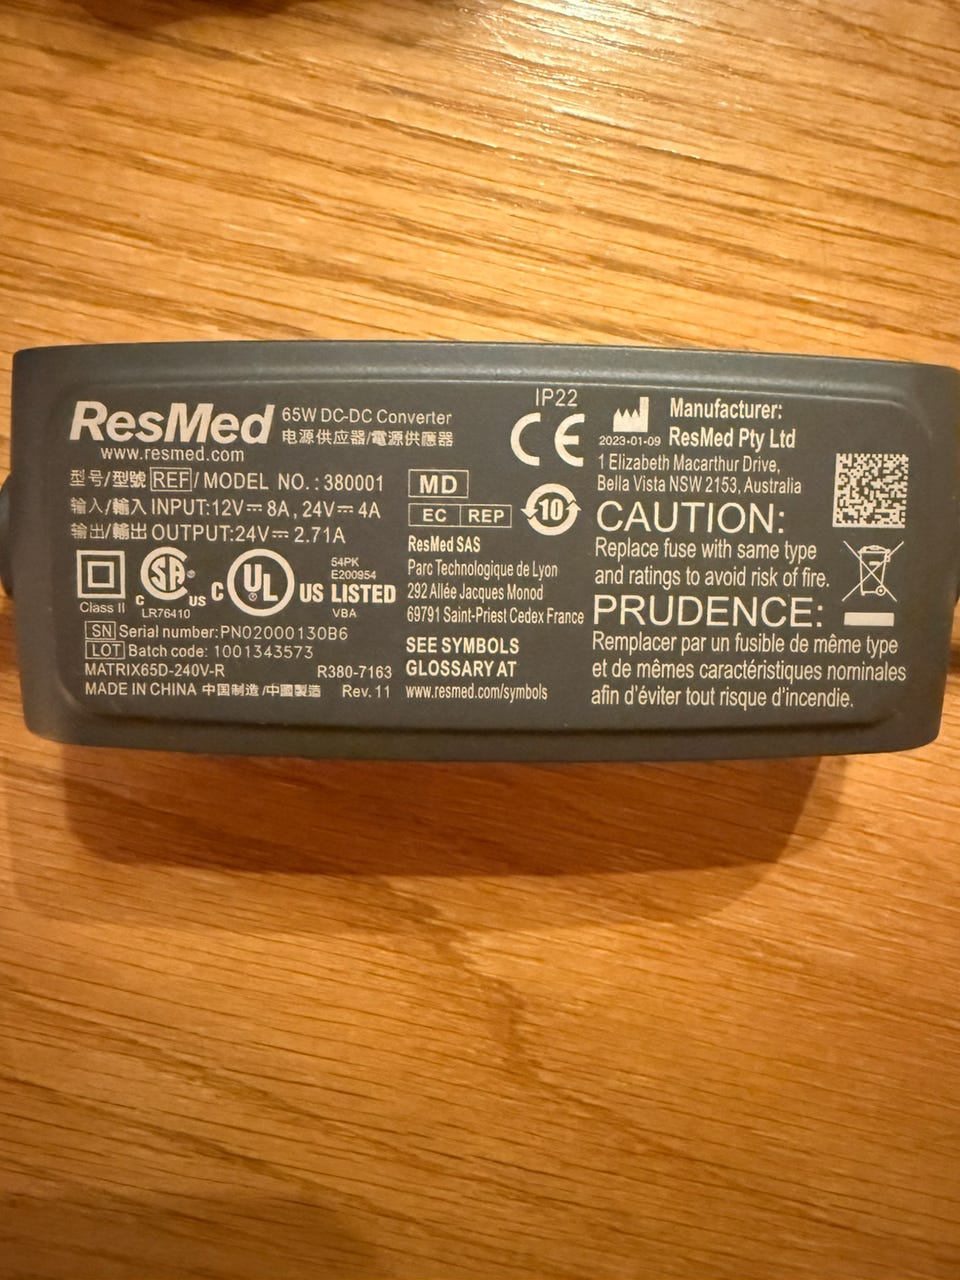 ResMed 65W DC-DC Converter
www.resmed.com 电源供应器/電源供應器
型号/型號 REF / MODEL NO.: 380001
输入/輸入 INPUT:12V⎓8A, 24V⎓4A
输出/輸出 OUTPUT:24V⎓2.71A
Class II
C SA ® US
LR76410
C UL US LISTED
54PK
E200954
VBA
SN Serial number:PN02000130B6
LOT Batch code: 1001343573
MATRIX65D-240V-R R380-7163
MADE IN CHINA 中国制造/中國製造 Rev. 11
IP22
CE
MD
EC REP
10
ResMed SAS
Parc Technologique de Lyon
292 Allée Jacques Monod
69791 Saint-Priest Cedex France
SEE SYMBOLS
GLOSSARY AT
www.resmed.com/symbols
2023-01-09
Manufacturer:
ResMed Pty Ltd
1 Elizabeth Macarthur Drive,
Bella Vista NSW 2153, Australia
CAUTION:
Replace fuse with same type
and ratings to avoid risk of fire.
PRUDENCE:
Remplacer par un fusible de même type
et de mêmes caractéristiques nominales
afin d'éviter tout risque d'incendie.